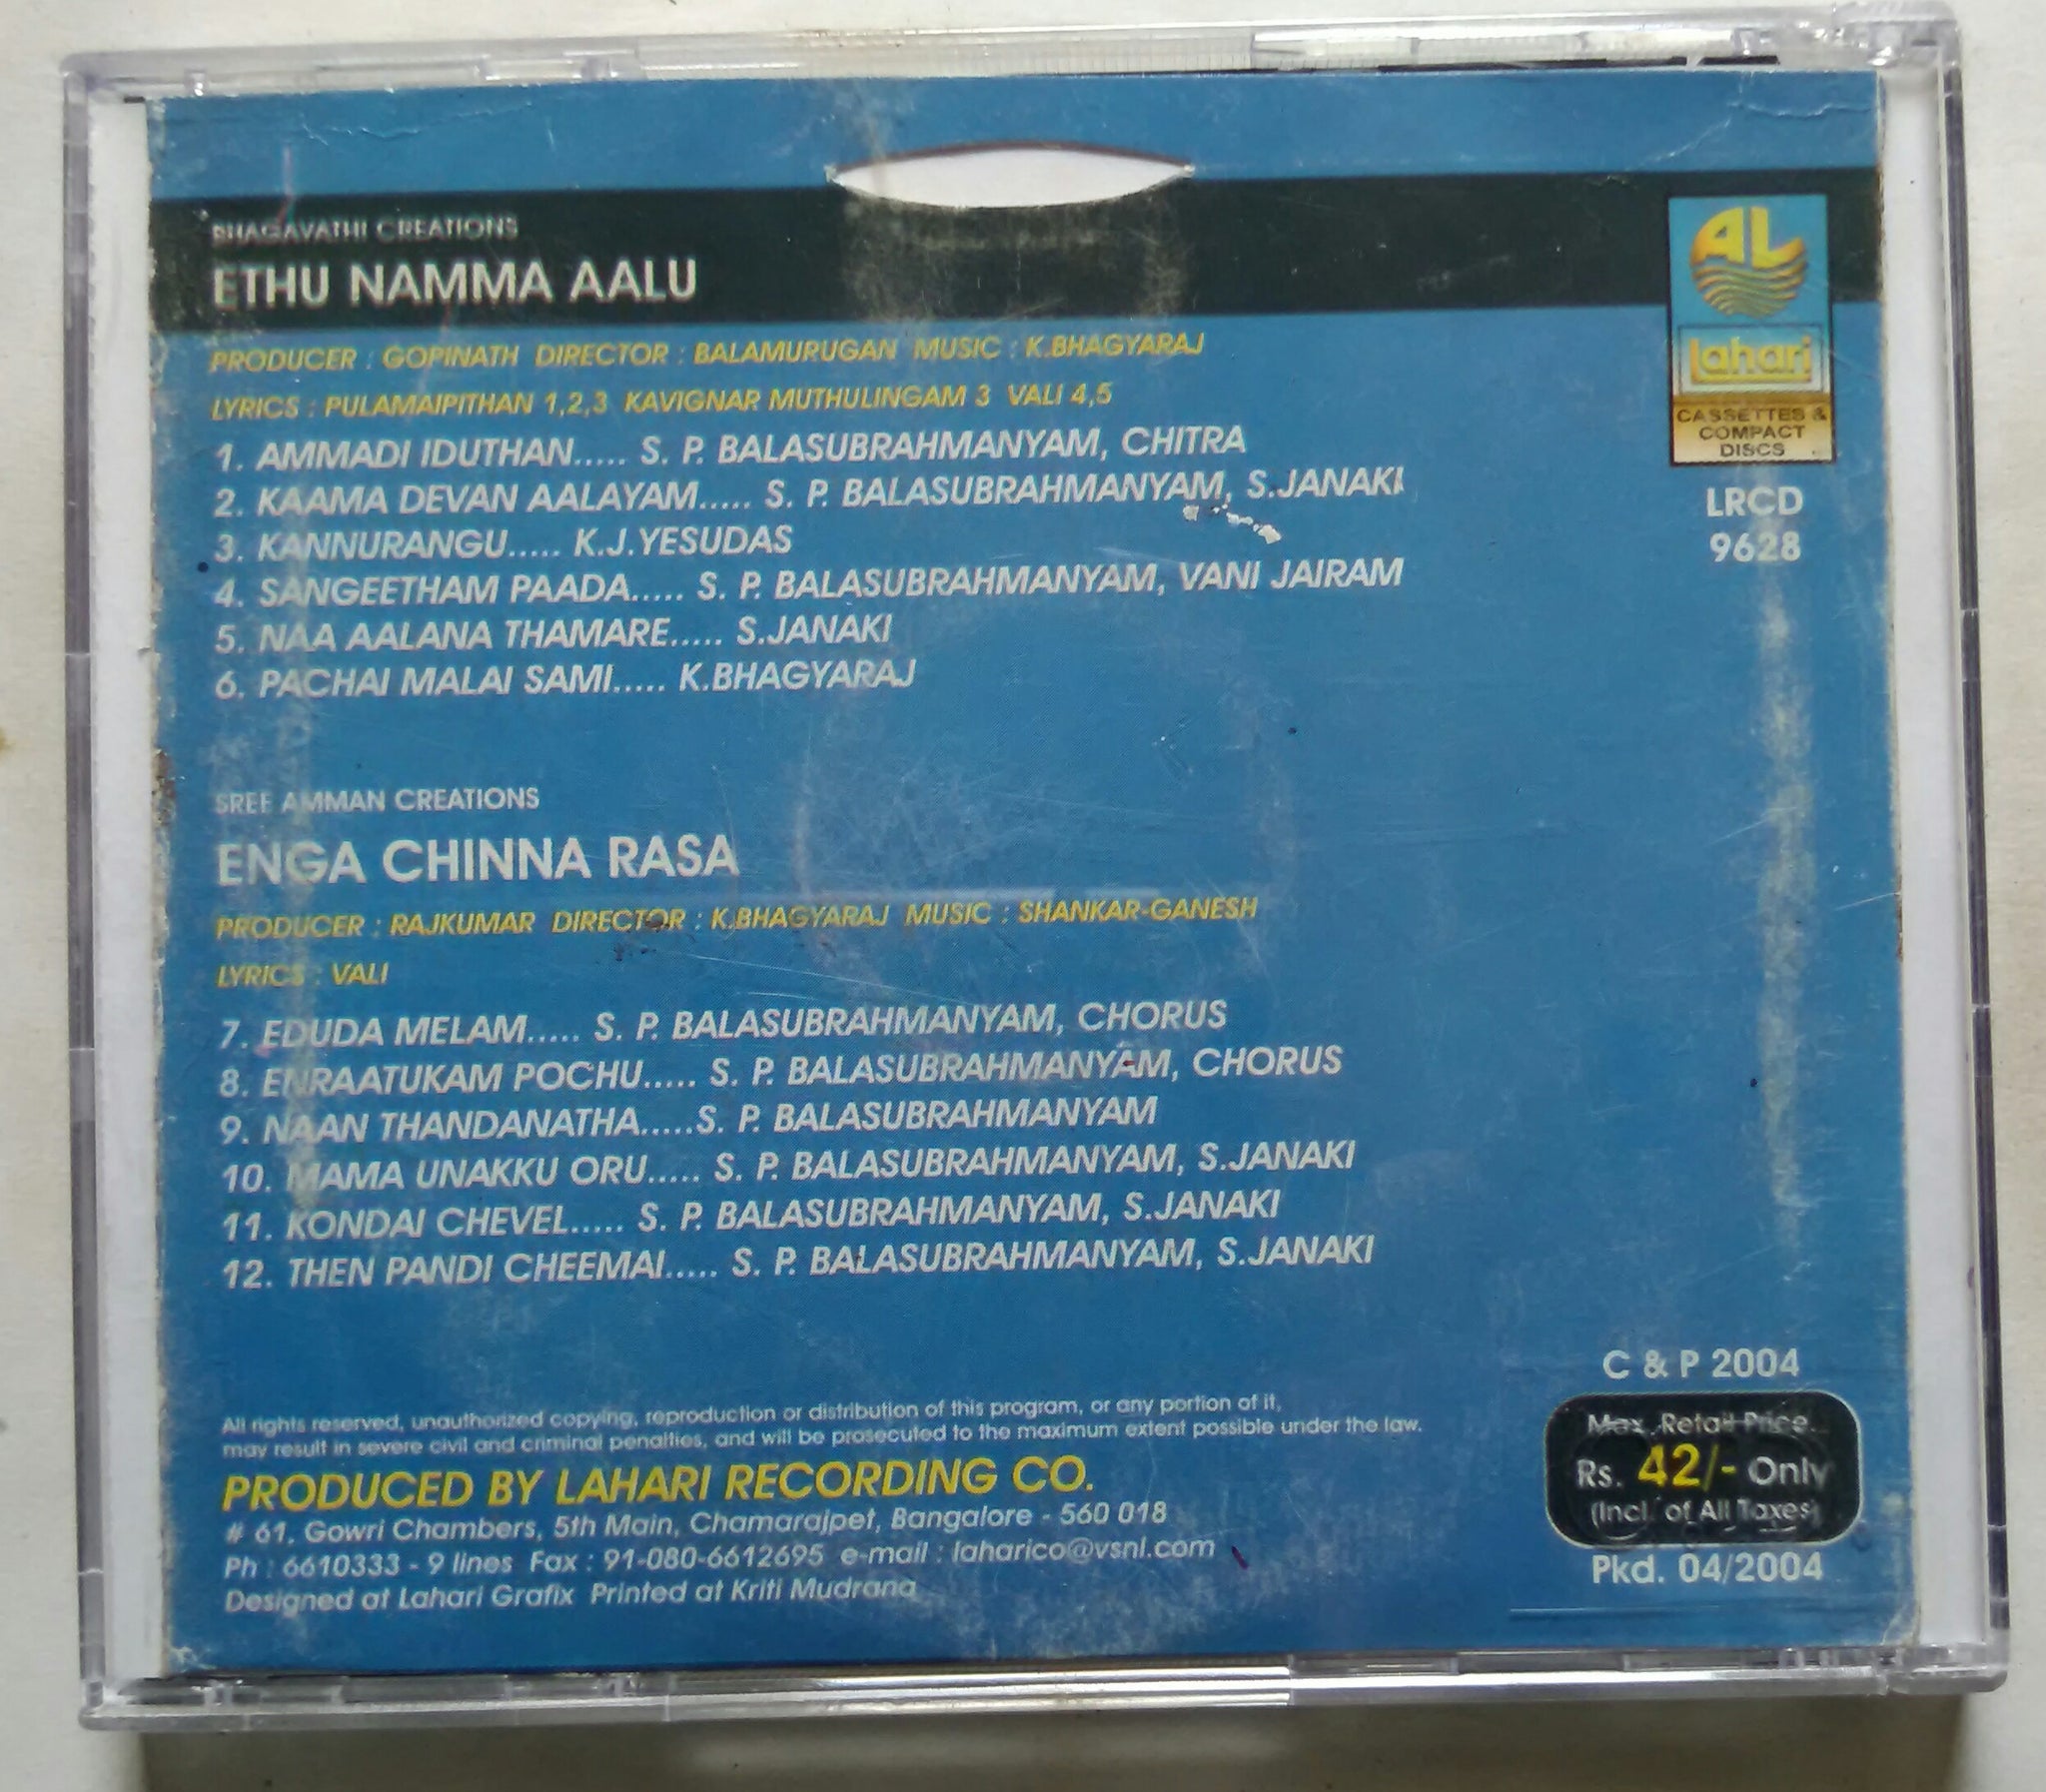 BHAGAVATHI CREATIONS
ETHU NAMMA AALU
PRODUCER : GOPINATH DIRECTOR : BALAMURUGAN MUSIC : K.BHAGYARAJ
LYRICS : PULAMAIPITHAN 1,2,3 KAVIGNAR MUTHULINGAM 3 VALI 4,5
1. AMMADI IDUTHAN..... S. P. BALASUBRAHMANYAM, CHITRA
2. KAAMA DEVAN AALAYAM..... S. P. BALASUBRAHMANYAM, S.JANAKI
3. KANNURANGU..... K.J.YESUDAS
4. SANGEETHAM PAADA..... S. P. BALASUBRAHMANYAM, VANI JAIRAM
5. NAA AALANA THAMARE..... S.JANAKI
6. PACHAI MALAI SAMI..... K.BHAGYARAJ
AL
Lahari
CASSETTES &
COMPACT
DISCS
LRCD
9628
SREE AMMAN CREATIONS
ENGA CHINNA RASA
PRODUCER : RAJKUMAR DIRECTOR : K.BHAGYARAJ MUSIC : SHANKAR-GANESH
LYRICS : VALI
7. EDUDA MELAM..... S. P. BALASUBRAHMANYAM, CHORUS
8. ENRAATUKAM POCHU..... S. P. BALASUBRAHMANYAM, CHORUS
9. NAAN THANDANATHA.....S. P. BALASUBRAHMANYAM
10. MAMA UNAKKU ORU..... S. P. BALASUBRAHMANYAM, S.JANAKI
11. KONDAI CHEVEL..... S. P. BALASUBRAHMANYAM, S.JANAKI
12. THEN PANDI CHEEMAI..... S. P. BALASUBRAHMANYAM, S.JANAKI
All rights reserved, unauthorized copying, reproduction or distribution of this program, or any portion of it,
may result in severe civil and criminal penalties, and will be prosecuted to the maximum extent possible under the law.
PRODUCED BY LAHARI RECORDING CO.
# 61, Gowri Chambers, 5th Main, Chamarajpet, Bangalore - 560 018
Ph : 6610333 - 9 lines Fax : 91-080-6612695 e-mail : laharico@vsnl.com
Designed at Lahari Grafix Printed at Kriti Mudrana
C & P 2004
Max. Retail Price..
Rs. 42/- Only
(Incl. of All Taxes)
Pkd. 04/2004